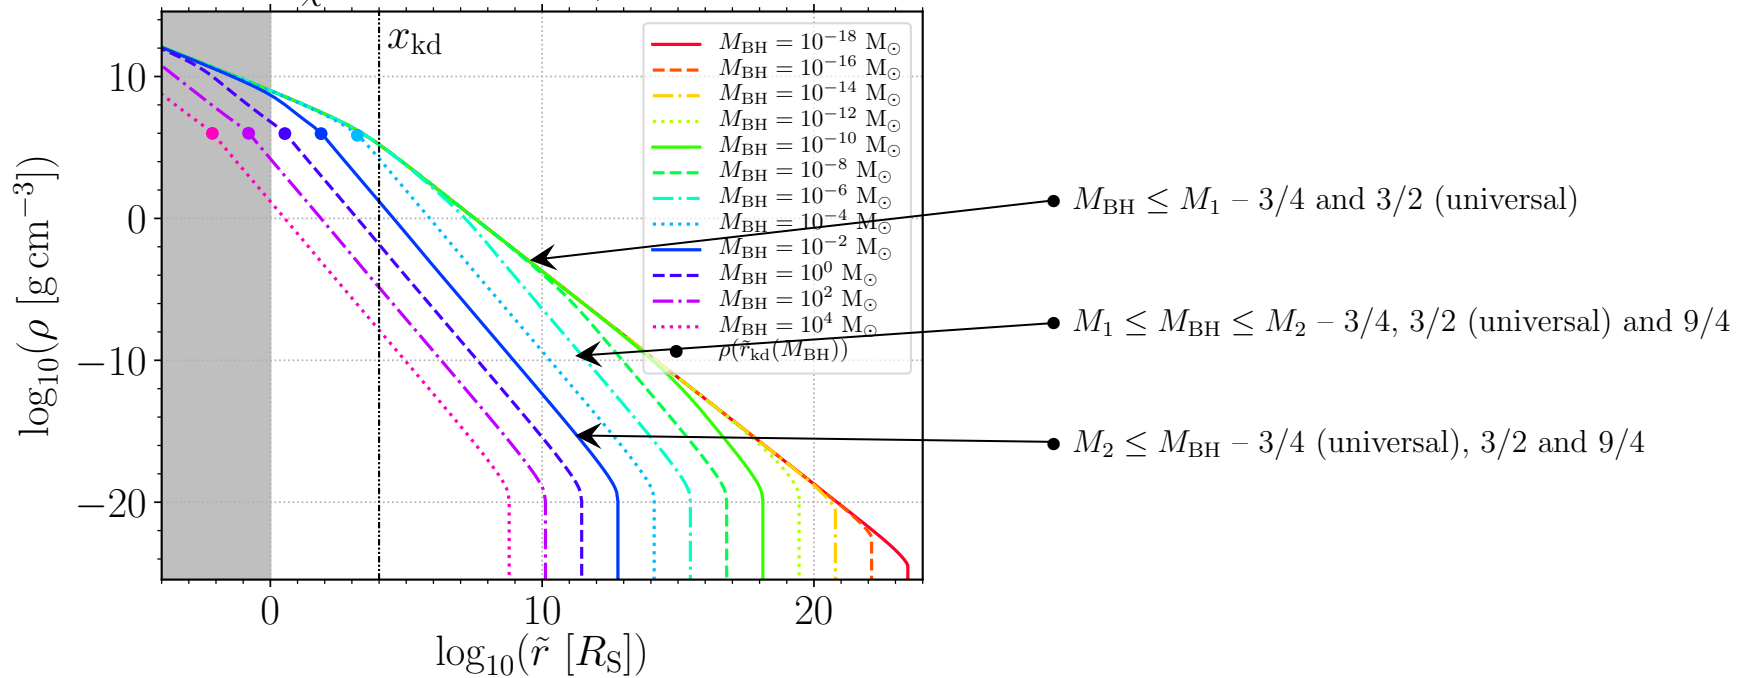 χ
x_kd
M_BH = 10^−18 M_⊙
M_BH = 10^−16 M_⊙
M_BH = 10^−14 M_⊙
M_BH = 10^−12 M_⊙
M_BH = 10^−10 M_⊙
M_BH = 10^−8 M_⊙
M_BH = 10^−6 M_⊙
M_BH = 10^−4 M_⊙
M_BH = 10^−2 M_⊙
M_BH = 10^0 M_⊙
M_BH = 10^2 M_⊙
M_BH = 10^4 M_⊙
ρ(r̃_kd(M_BH))
M_BH ≤ M_1 – 3/4 and 3/2 (universal)
M_1 ≤ M_BH ≤ M_2 – 3/4, 3/2 (universal) and 9/4
M_2 ≤ M_BH – 3/4 (universal), 3/2 and 9/4
10
0
−10
−20
log_10(ρ [g cm^−3])
0
10
20
log_10(r̃ [R_S])